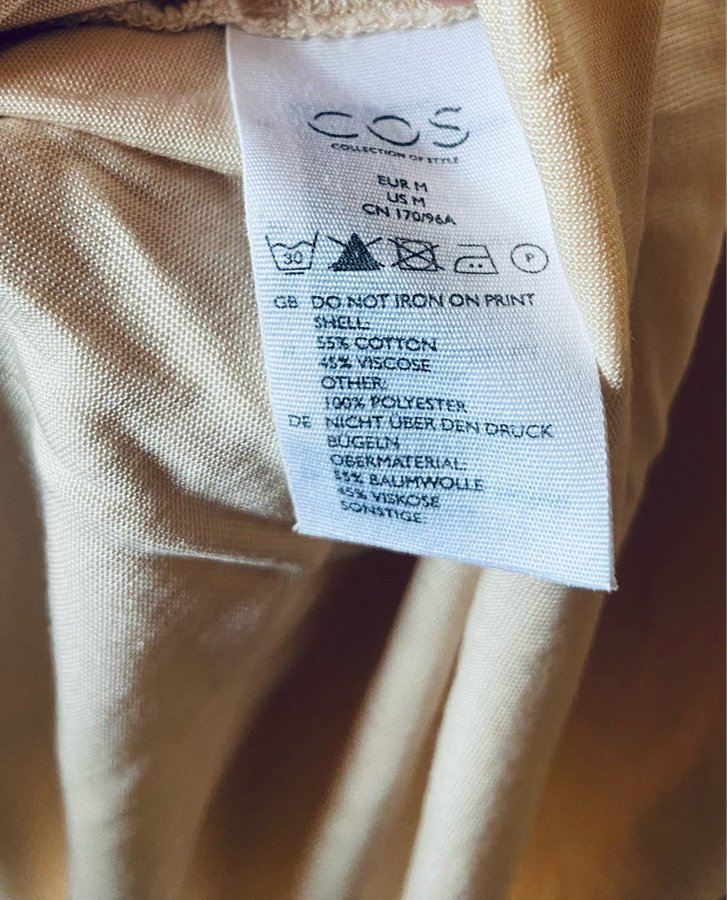 COS
COLLECTION OF STYLE
EUR M
US M
CN 170/96A
30 P
GB DO NOT IRON ON PRINT
SHELL:
55% COTTON
45% VISCOSE
OTHER:
100% POLYESTER
DE NICHT ÜBER DEN DRUCK
BÜGELN
OBERMATERIAL:
55% BAUMWOLLE
45% VISKOSE
SONSTIGE: